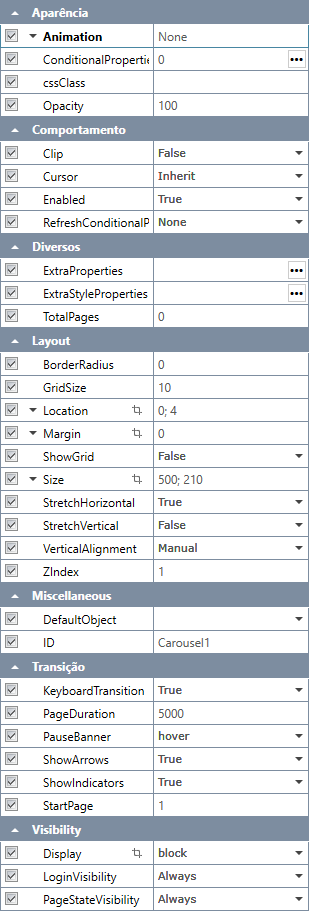 Aparência
Animation None
ConditionalPropertie 0 •••
cssClass
Opacity 100
Comportamento
Clip False
Cursor Inherit
Enabled True
RefreshConditionalP None
Diversos
ExtraProperties •••
ExtraStyleProperties •••
TotalPages 0
Layout
BorderRadius 0
GridSize 10
Location 0; 4
Margin 0
ShowGrid False
Size 500; 210
StretchHorizontal True
StretchVertical False
VerticalAlignment Manual
ZIndex 1
Miscellaneous
DefaultObject
ID Carousel1
Transição
KeyboardTransition True
PageDuration 5000
PauseBanner hover
ShowArrows True
ShowIndicators True
StartPage 1
Visibility
Display block
LoginVisibility Always
PageStateVisibility Always